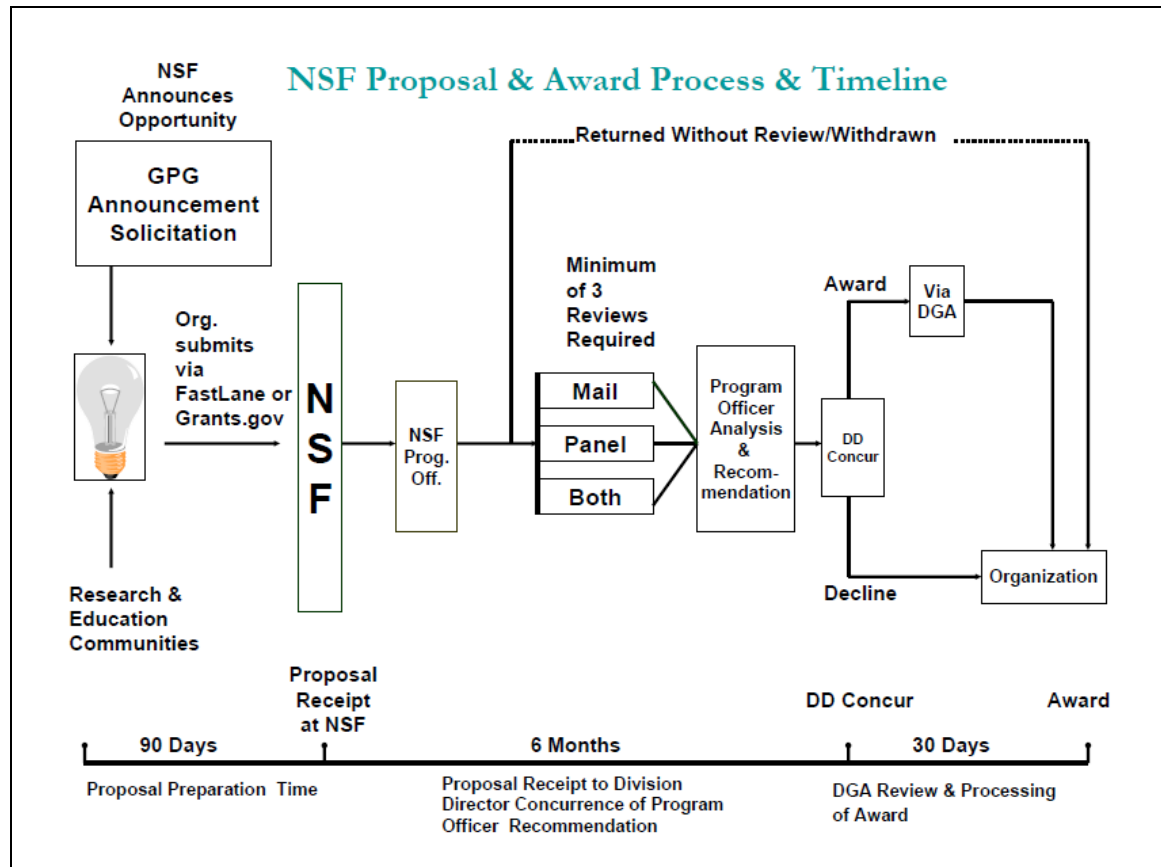 NSF Proposal & Award Process & Timeline
NSF
Announces
Opportunity
GPG
Announcement
Solicitation
Returned Without Review/Withdrawn
Org.
submits
via
FastLane or
Grants.gov
Research &
Education
Communities
N
S
F
NSF
Prog.
Off.
Minimum
of 3
Reviews
Required
Mail
Panel
Both
Program
Officer
Analysis
&
Recom-
mendation
DD
Concur
Award
Via
DGA
Decline
Organization
Proposal
Receipt
at NSF
DD Concur
Award
90 Days
6 Months
30 Days
Proposal Preparation Time
Proposal Receipt to Division
Director Concurrence of Program
Officer Recommendation
DGA Review & Processing
of Award